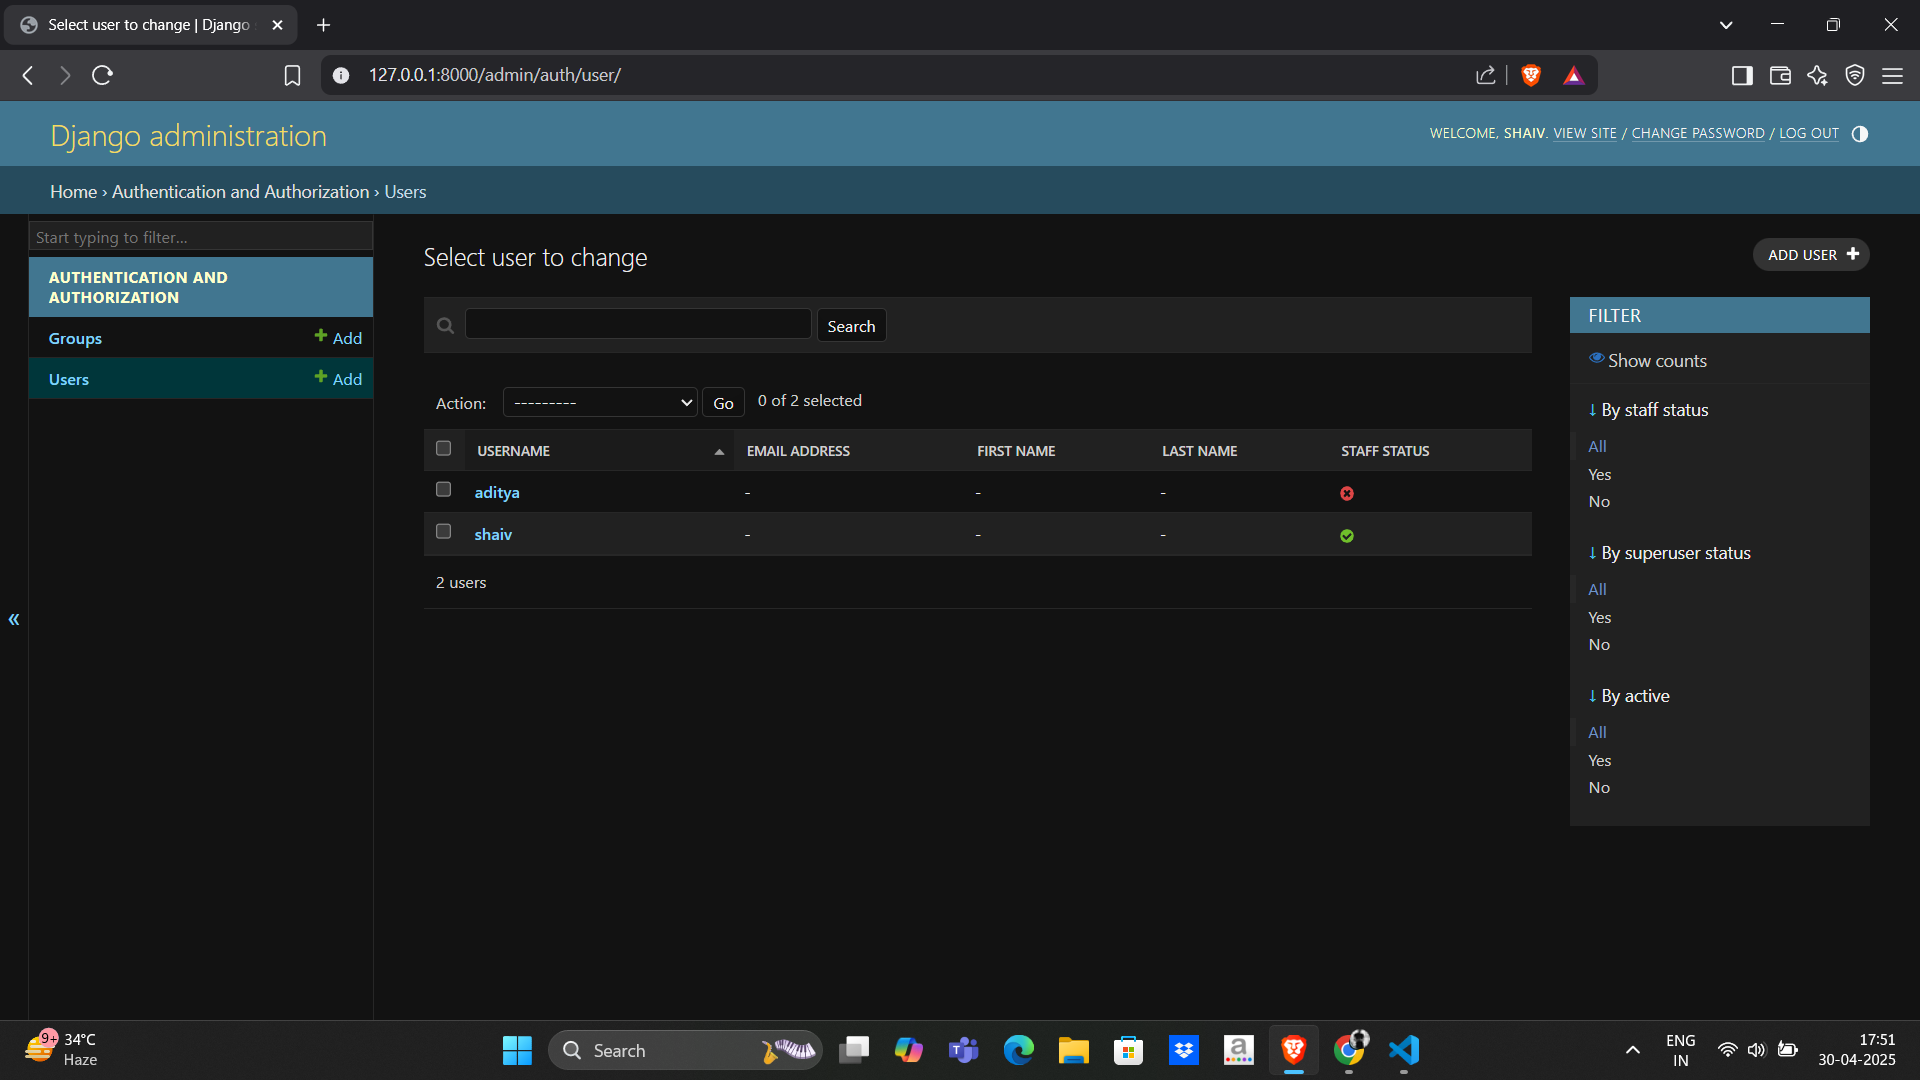 Select user to change | Django
127.0.0.1:8000/admin/auth/user/
Django administration
WELCOME, SHAIV. VIEW SITE / CHANGE PASSWORD / LOG OUT
Home › Authentication and Authorization › Users
Start typing to filter...
AUTHENTICATION AND
AUTHORIZATION
Groups + Add
Users + Add
«
Select user to change
ADD USER +
Search
Action: --------- Go 0 of 2 selected
USERNAME EMAIL ADDRESS FIRST NAME LAST NAME STAFF STATUS
aditya - - -
shaiv - - -
2 users
FILTER
Show counts
↓ By staff status
All
Yes
No
↓ By superuser status
All
Yes
No
↓ By active
All
Yes
No
9+
34°C
Haze
Search
ENG
IN
17:51
30-04-2025